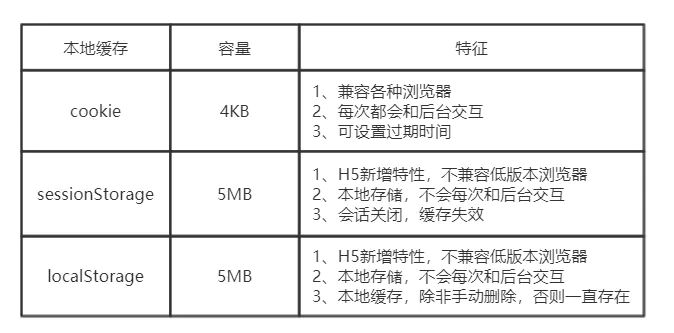 本地缓存 容量 特征
cookie 4KB
1、兼容各种浏览器
2、每次都会和后台交互
3、可设置过期时间
sessionStorage 5MB
1、H5新增特性，不兼容低版本浏览器
2、本地存储，不会每次和后台交互
3、会话关闭，缓存失效
localStorage 5MB
1、H5新增特性，不兼容低版本浏览器
2、本地存储，不会每次和后台交互
3、本地缓存，除非手动删除，否则一直存在